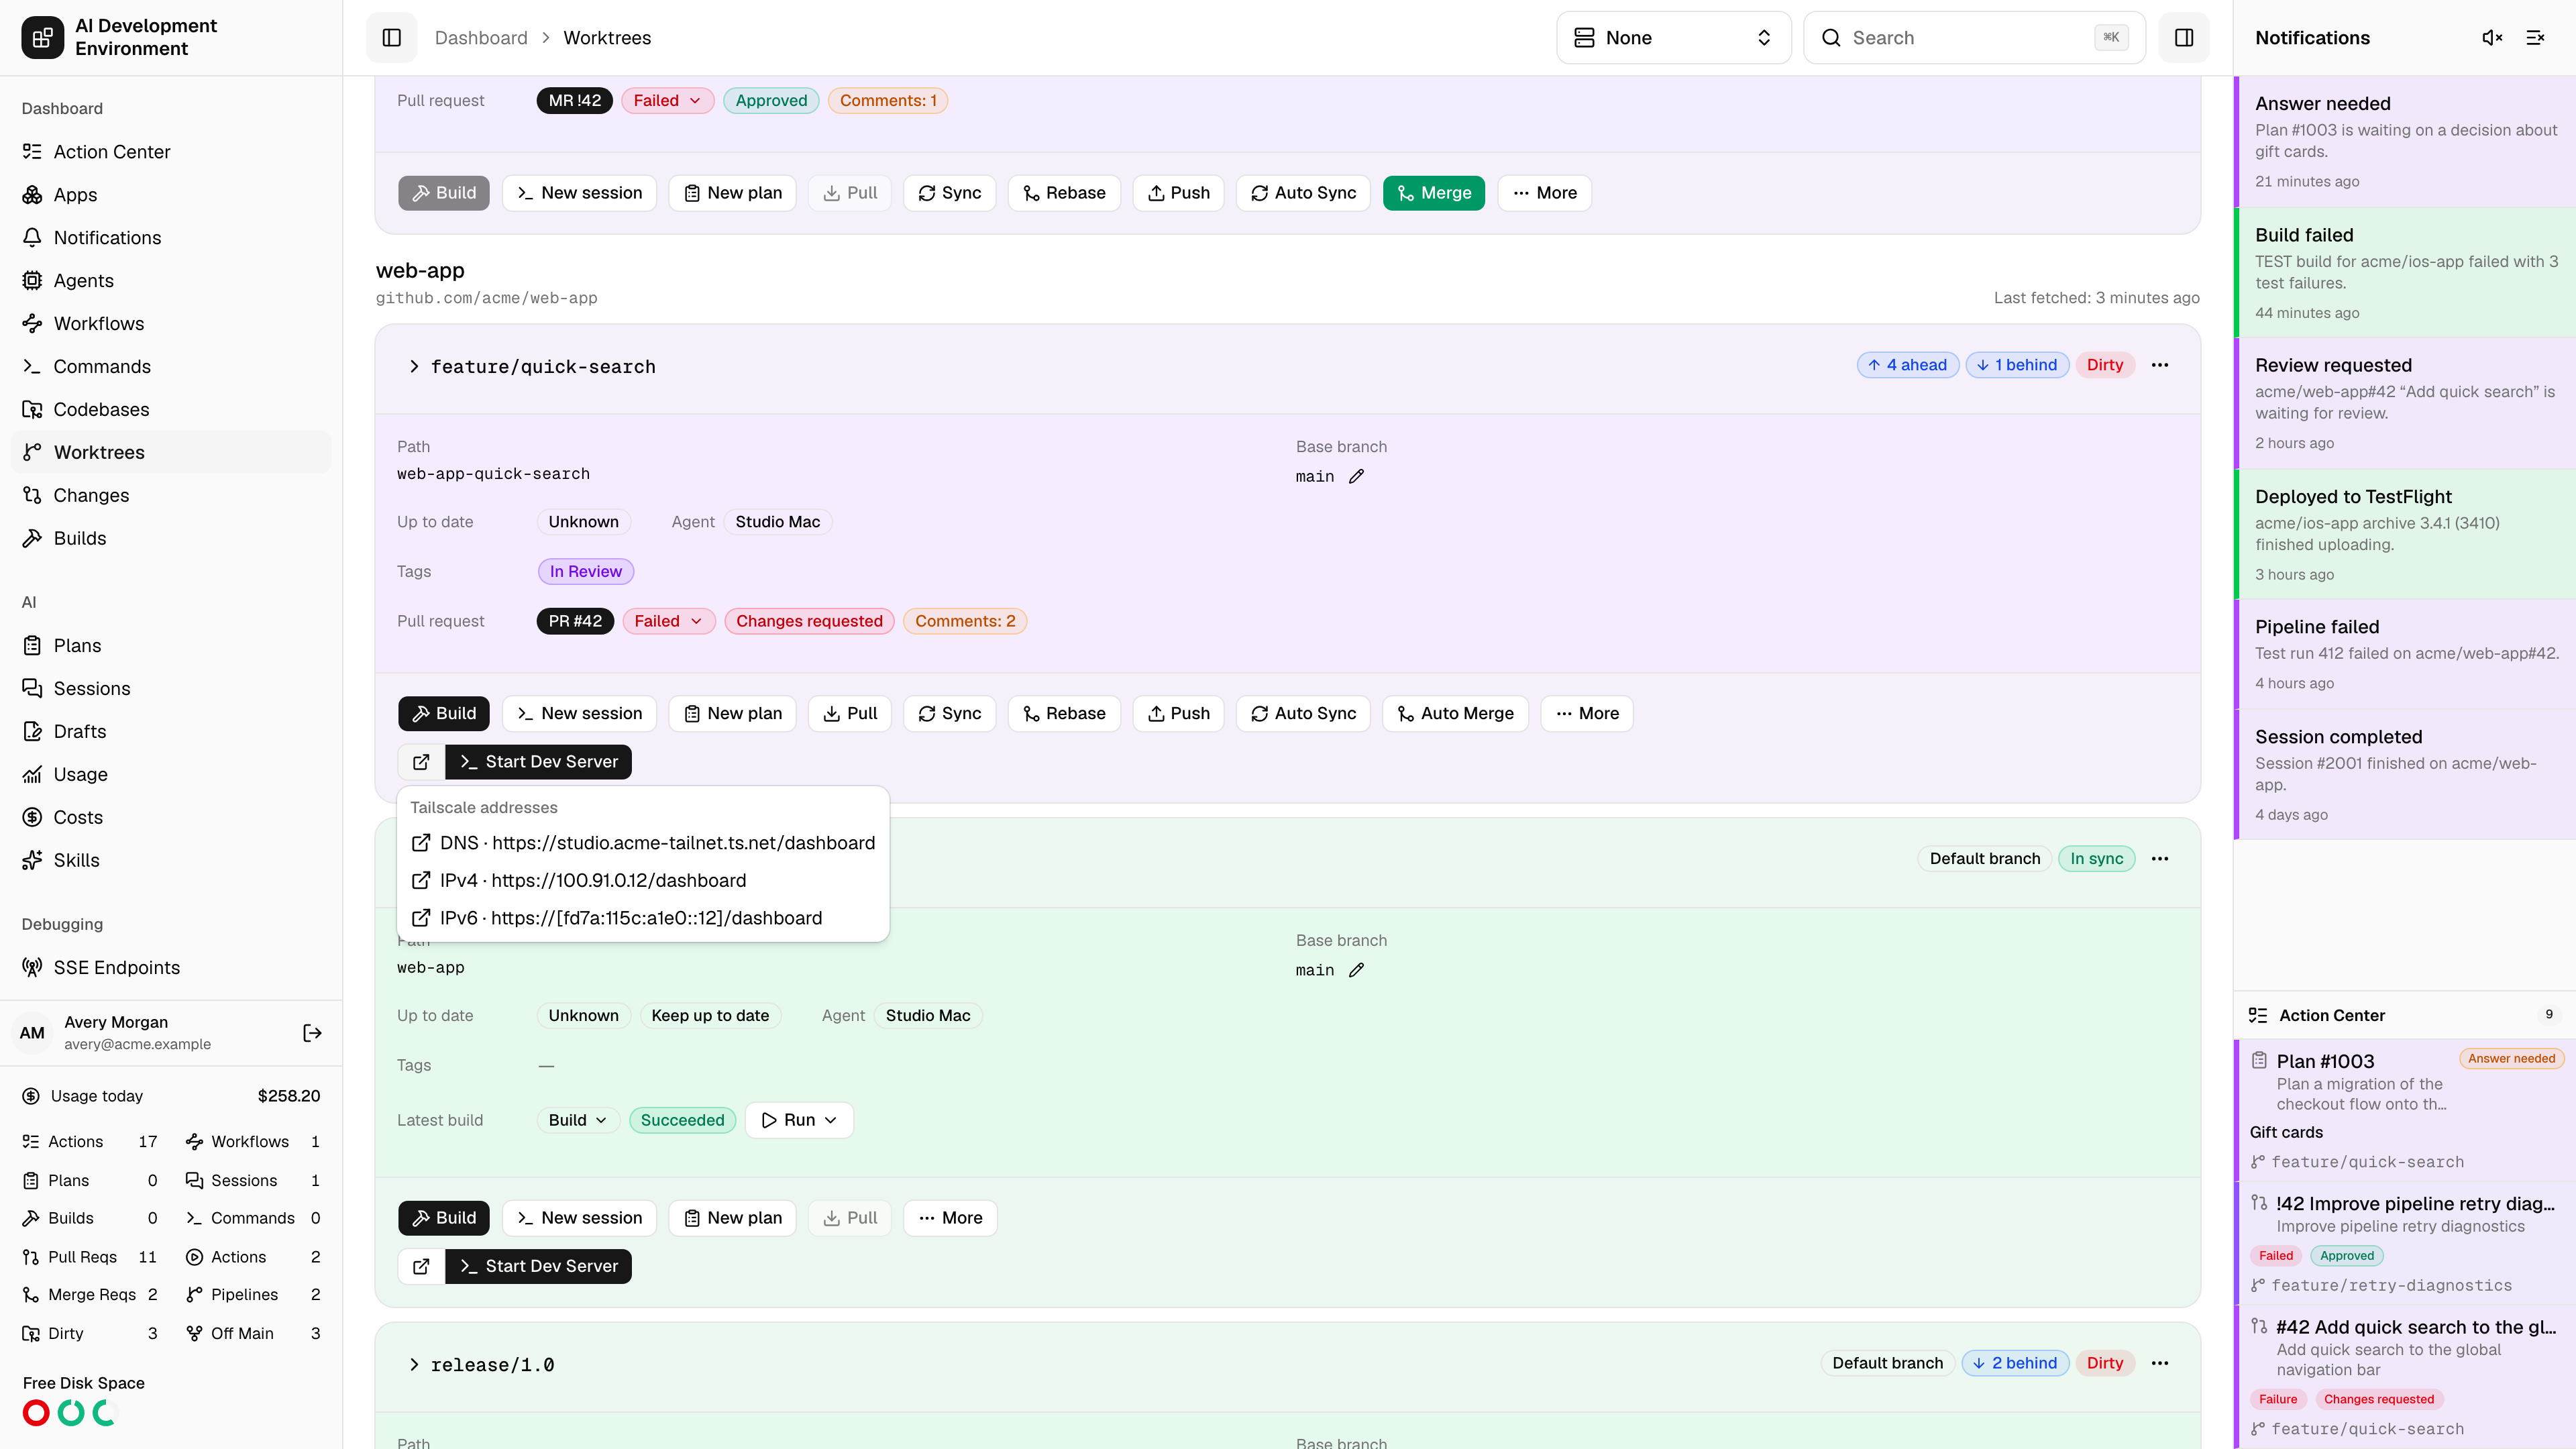 AI Development
Environment
Dashboard
Action Center
Apps
Notifications
Agents
Workflows
Commands
Codebases
Worktrees
Changes
Builds
AI
Plans
Sessions
Drafts
Usage
Costs
Skills
Debugging
SSE Endpoints
AM
Avery Morgan
avery@acme.example
Usage today $258.20
Actions 17 Workflows 1
Plans 0 Sessions 1
Builds 0 Commands 0
Pull Reqs 11 Actions 2
Merge Reqs 2 Pipelines 2
Dirty 3 Off Main 3
Free Disk Space
Dashboard > Worktrees
None
Search ⌘K
Pull request MR !42 Failed Approved Comments: 1
Build New session New plan Pull Sync Rebase Push Auto Sync Merge ··· More
web-app
github.com/acme/web-app
Last fetched: 3 minutes ago
feature/quick-search ↑ 4 ahead ↓ 1 behind Dirty ···
Path Base branch
web-app-quick-search main
Up to date Unknown Agent Studio Mac
Tags In Review
Pull request PR #42 Failed Changes requested Comments: 2
Build New session New plan Pull Sync Rebase Push Auto Sync Auto Merge ··· More
Start Dev Server
Tailscale addresses
DNS · https://studio.acme-tailnet.ts.net/dashboard
IPv4 · https://100.91.0.12/dashboard
IPv6 · https://[fd7a:115c:a1e0::12]/dashboard
Default branch In sync ···
Path Base branch
web-app main
Up to date Unknown Keep up to date Agent Studio Mac
Tags —
Latest build Build Succeeded Run
Build New session New plan Pull ··· More
Start Dev Server
release/1.0 Default branch ↓ 2 behind Dirty ···
Path Base branch
Notifications
Answer needed
Plan #1003 is waiting on a decision about
gift cards.
21 minutes ago
Build failed
TEST build for acme/ios-app failed with 3
test failures.
44 minutes ago
Review requested
acme/web-app#42 “Add quick search” is
waiting for review.
2 hours ago
Deployed to TestFlight
acme/ios-app archive 3.4.1 (3410)
finished uploading.
3 hours ago
Pipeline failed
Test run 412 failed on acme/web-app#42.
4 hours ago
Session completed
Session #2001 finished on acme/web-
app.
4 days ago
Action Center 9
Plan #1003 Answer needed
Plan a migration of the
checkout flow onto th…
Gift cards
feature/quick-search
!42 Improve pipeline retry diag…
Improve pipeline retry diagnostics
Failed Approved
feature/retry-diagnostics
#42 Add quick search to the gl…
Add quick search to the global
navigation bar
Failure Changes requested
feature/quick-search